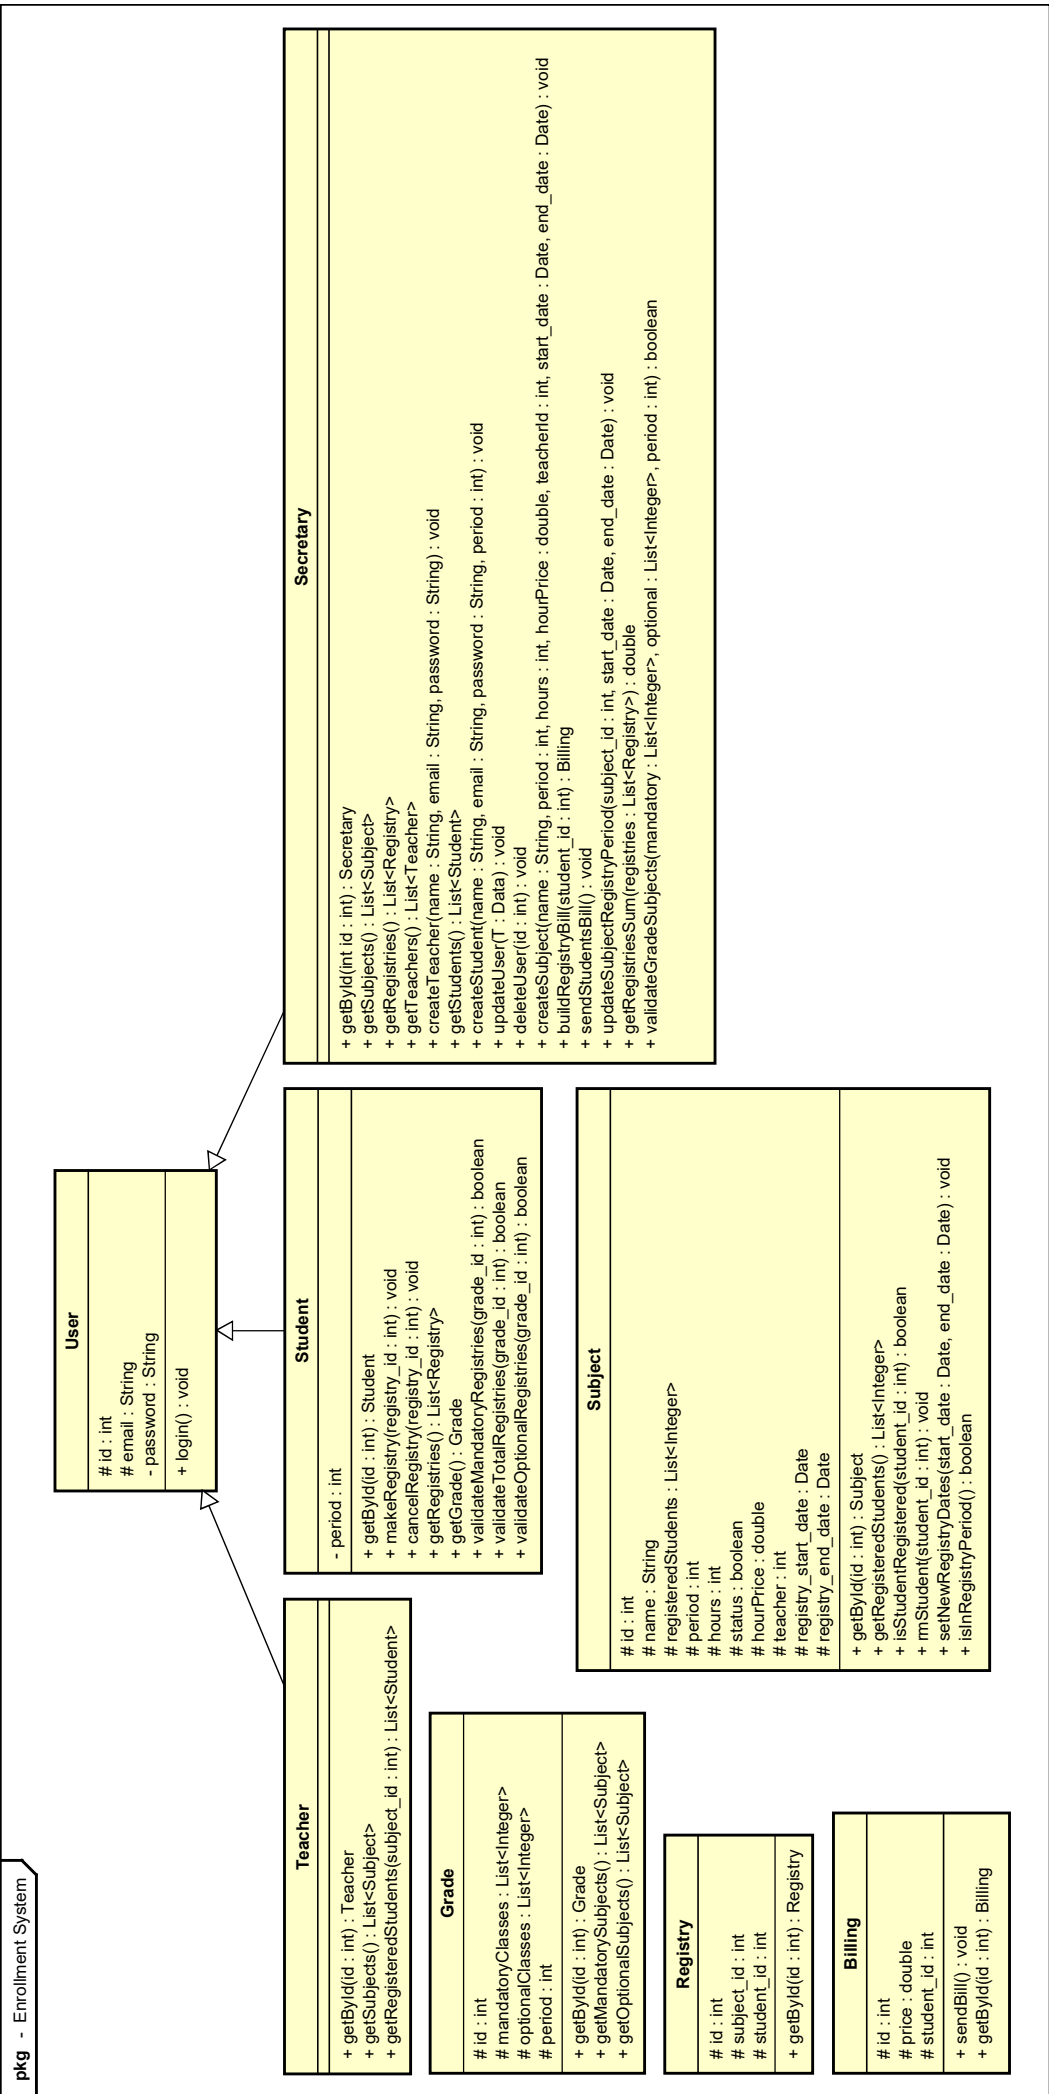 pkg - Enrollment System
User
# id : int
# email : String
- password : String
+ login() : void
Teacher
+ getById(id : int) : Teacher
+ getSubjects() : List<Subject>
+ getRegisteredStudents(subject_id : int) : List<Student>
Student
- period : int
+ getById(id : int) : Student
+ makeRegistry(registry_id : int) : void
+ cancelRegistry(registry_id : int) : void
+ getRegistries() : List<Registry>
+ getGrade() : Grade
+ validateMandatoryRegistries(grade_id : int) : boolean
+ validateTotalRegistries(grade_id : int) : boolean
+ validateOptionalRegistries(grade_id : int) : boolean
Secretary
+ getById(int id : int) : Secretary
+ getSubjects() : List<Subject>
+ getRegistries() : List<Registry>
+ getTeachers() : List<Teacher>
+ createTeacher(name : String, email : String, password : String) : void
+ getStudents() : List<Student>
+ createStudent(name : String, email : String, password : String, period : int) : void
+ updateUser(T : Data) : void
+ deleteUser(id : int) : void
+ createSubject(name : String, period : int, hours : int, hourPrice : double, teacherId : int, start_date : Date, end_date : Date) : void
+ buildRegistryBill(student_id : int) : Billing
+ sendStudentsBill() : void
+ updateSubjectRegistryPeriod(subject_id : int, start_date : Date, end_date : Date) : void
+ getRegistriesSum(registries : List<Registry>) : double
+ validateGradeSubjects(mandatory : List<Integer>, optional : List<Integer>, period : int) : boolean
Grade
# id : int
# mandatoryClasses : List<Integer>
# optionalClasses : List<Integer>
# period : int
+ getById(id : int) : Grade
+ getMandatorySubjects() : List<Subject>
+ getOptionalSubjects() : List<Subject>
Subject
# id : int
# name : String
# registeredStudents : List<Integer>
# period : int
# hours : int
# status : boolean
# hourPrice : double
# teacher : int
# registry_start_date : Date
# registry_end_date : Date
+ getById(id : int) : Subject
+ getRegisteredStudents() : List<Integer>
+ isStudentRegistered(student_id : int) : boolean
+ rmStudent(student_id : int) : void
+ setNewRegistryDates(start_date : Date, end_date : Date) : void
+ isInRegistryPeriod() : boolean
Registry
# id : int
# subject_id : int
# student_id : int
+ getById(id : int) : Registry
Billing
# id : int
# price : double
# student_id : int
+ sendBill() : void
+ getById(id : int) : Billing